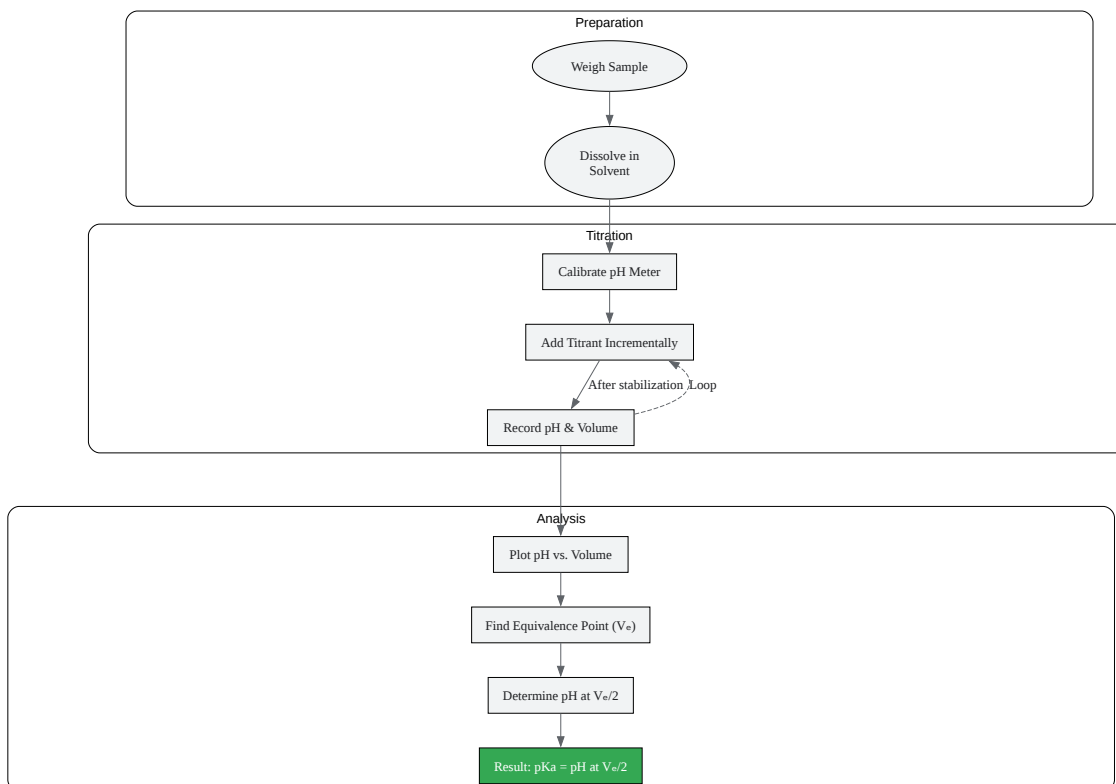 Preparation
Weigh Sample
Dissolve in
Solvent
Titration
Calibrate pH Meter
Add Titrant Incrementally
After stabilization
Loop
Record pH & Volume
Analysis
Plot pH vs. Volume
Find Equivalence Point (Vₑ)
Determine pH at Vₑ/2
Result: pKa = pH at Vₑ/2